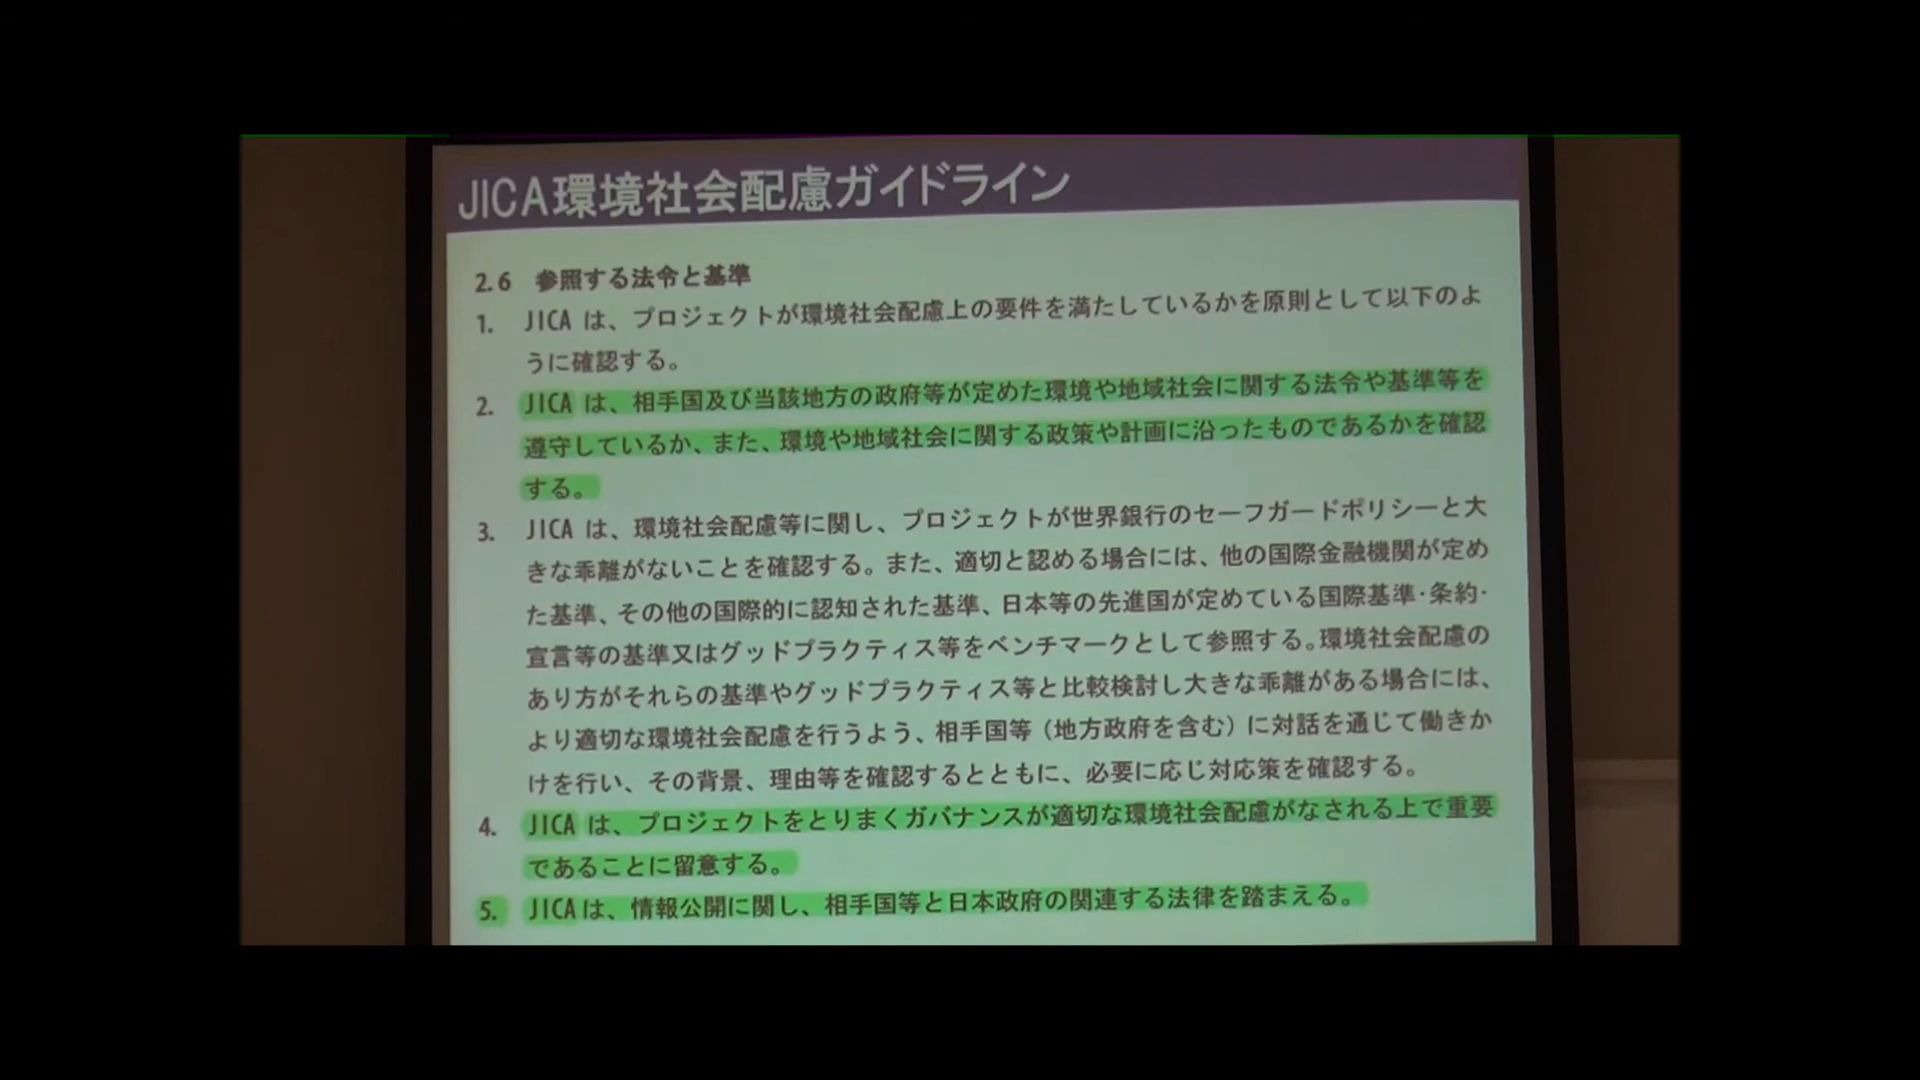 JICA環境社会配慮ガイドライン
2.6 参照する法令と基準
1. JICA は、プロジェクトが環境社会配慮上の要件を満たしているかを原則として以下のよ
うに確認する。
2. JICA は、相手国及び当該地方の政府等が定めた環境や地域社会に関する法令や基準等を
遵守しているか、また、環境や地域社会に関する政策や計画に沿ったものであるかを確認
する。
3. JICA は、環境社会配慮等に関し、プロジェクトが世界銀行のセーフガードポリシーと大
きな乖離がないことを確認する。また、適切と認める場合には、他の国際金融機関が定め
た基準、その他の国際的に認知された基準、日本等の先進国が定めている国際基準・条約・
宣言等の基準又はグッドプラクティス等をベンチマークとして参照する。環境社会配慮の
あり方がそれらの基準やグッドプラクティス等と比較検討し大きな乖離がある場合には、
より適切な環境社会配慮を行うよう、相手国等（地方政府を含む）に対話を通じて働きか
けを行い、その背景、理由等を確認するとともに、必要に応じ対応策を確認する。
4. JICA は、プロジェクトをとりまくガバナンスが適切な環境社会配慮がなされる上で重要
であることに留意する。
5. JICAは、情報公開に関し、相手国等と日本政府の関連する法律を踏まえる。